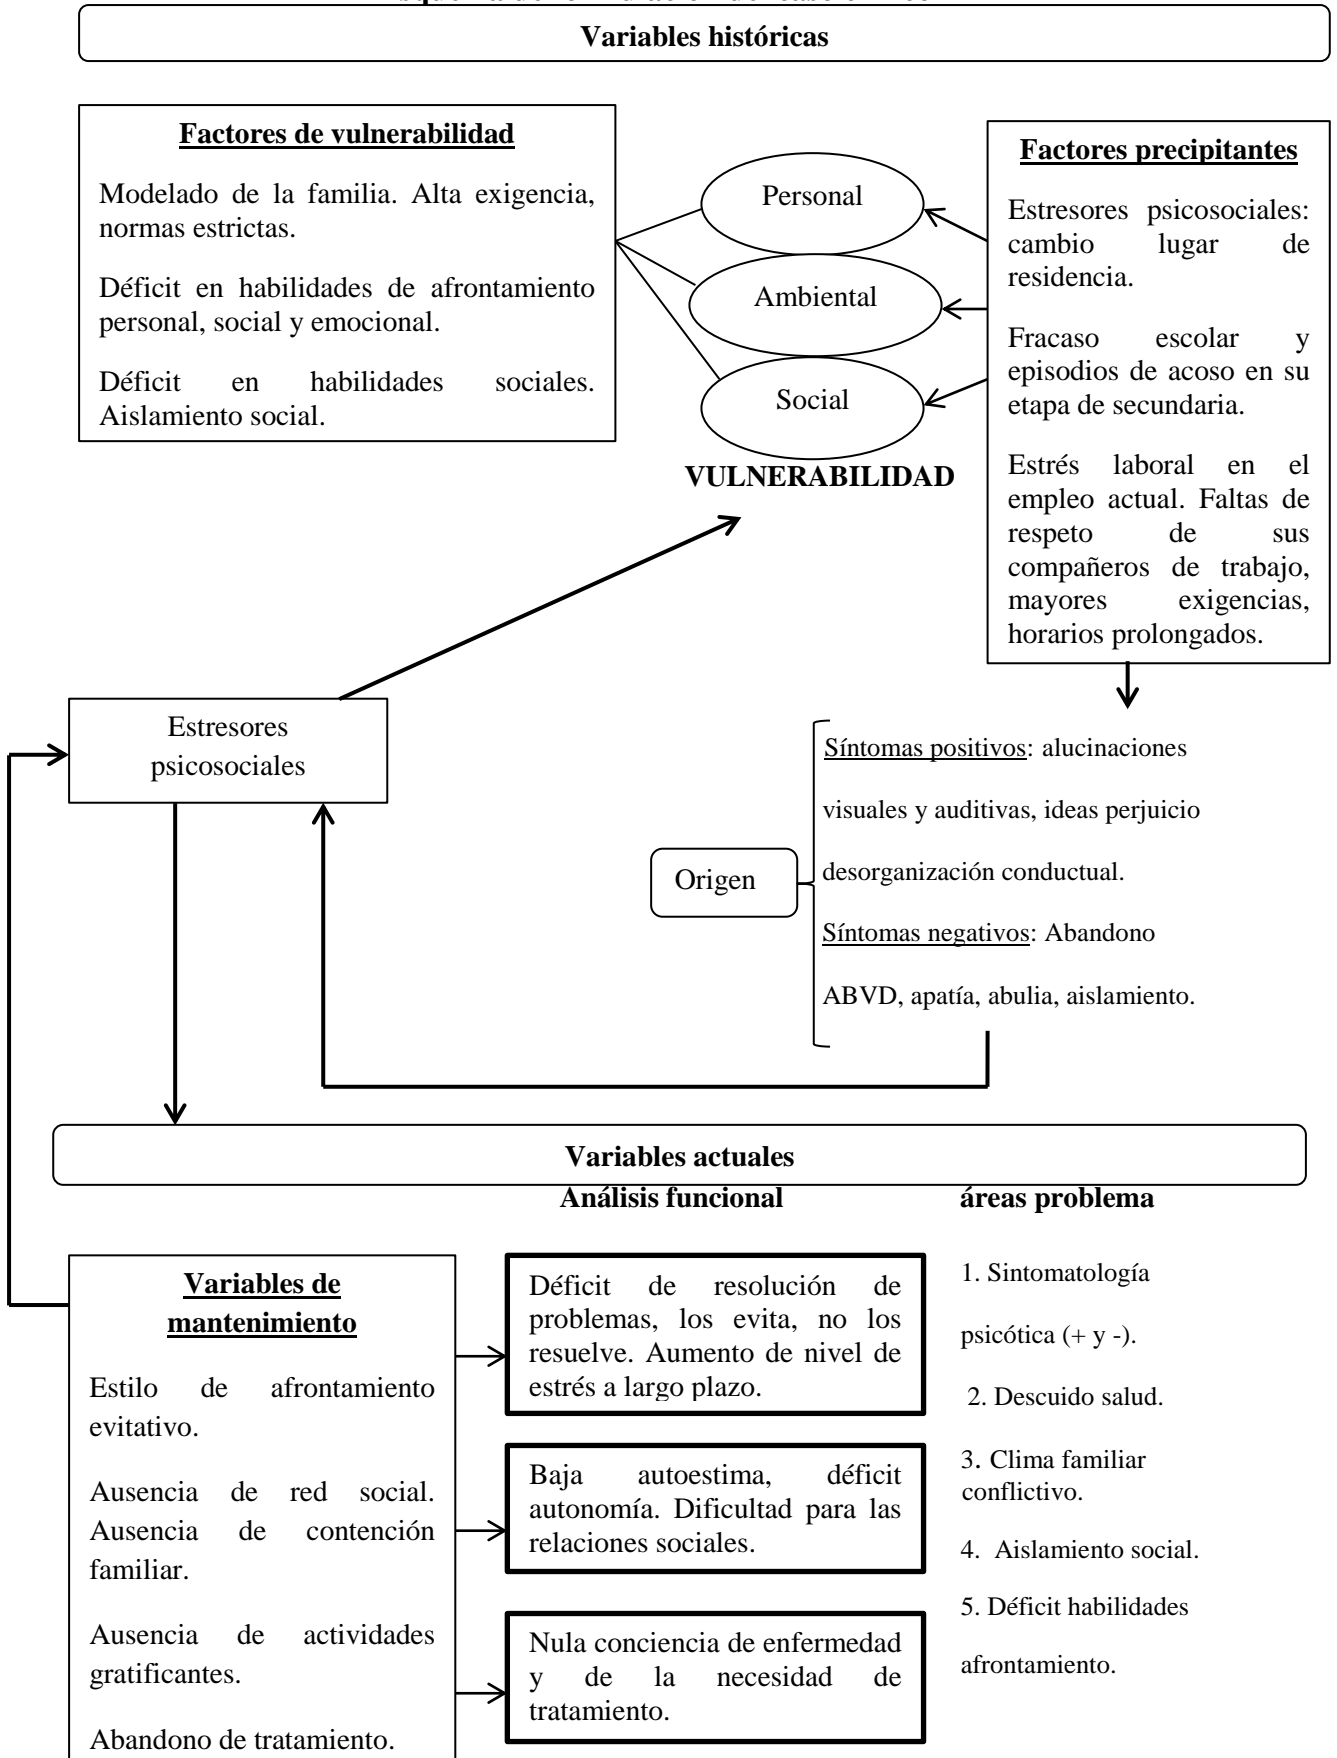 Variables históricas
Factores de vulnerabilidad
Modelado de la familia. Alta exigencia,
normas estrictas.
Déficit en habilidades de afrontamiento
personal, social y emocional.
Déficit en habilidades sociales.
Aislamiento social.
Personal
Ambiental
Social
VULNERABILIDAD
Factores precipitantes
Estresores psicosociales:
cambio lugar de
residencia.
Fracaso escolar y
episodios de acoso en su
etapa de secundaria.
Estrés laboral en el
empleo actual. Faltas de
respeto de sus
compañeros de trabajo,
mayores exigencias,
horarios prolongados.
Estresores
psicosociales
Origen
Síntomas positivos: alucinaciones
visuales y auditivas, ideas perjuicio
desorganización conductual.
Síntomas negativos: Abandono
ABVD, apatía, abulia, aislamiento.
Variables actuales
Análisis funcional
áreas problema
Variables de
mantenimiento
Estilo de afrontamiento
evitativo.
Ausencia de red social.
Ausencia de contención
familiar.
Ausencia de actividades
gratificantes.
Abandono de tratamiento.
Déficit de resolución de
problemas, los evita, no los
resuelve. Aumento de nivel de
estrés a largo plazo.
Baja autoestima, déficit
autonomía. Dificultad para las
relaciones sociales.
Nula conciencia de enfermedad
y de la necesidad de
tratamiento.
1. Sintomatología
psicótica (+ y -).
2. Descuido salud.
3. Clima familiar
conflictivo.
4. Aislamiento social.
5. Déficit habilidades
afrontamiento.